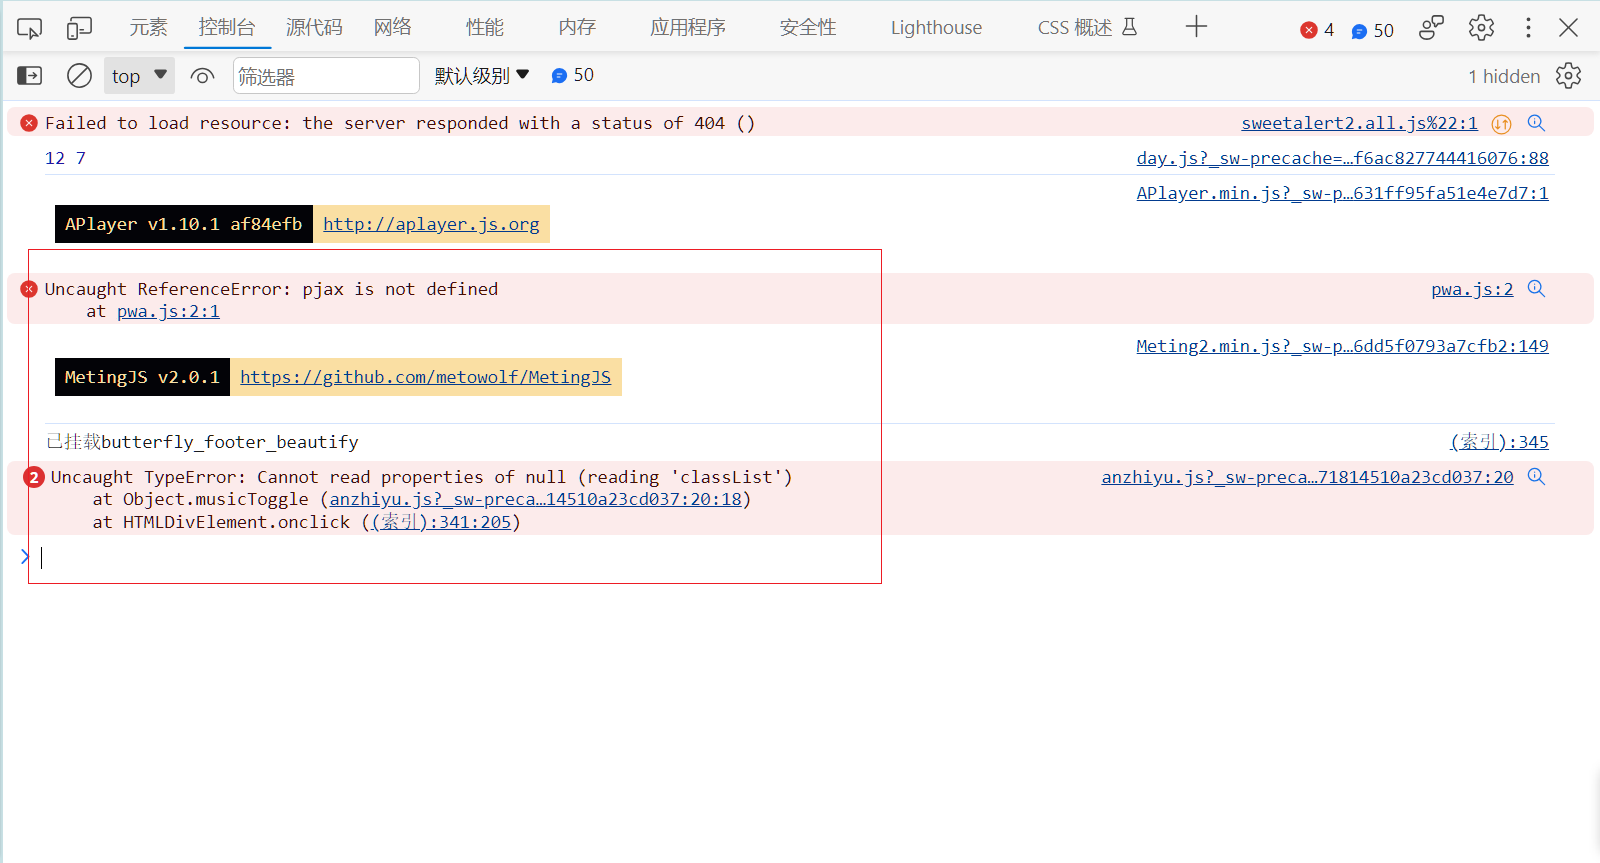 元素 控制台 源代码 网络 性能 内存 应用程序 安全性 Lighthouse CSS 概述 4 50
top 筛选器 默认级别 50 1 hidden
Failed to load resource: the server responded with a status of 404 () sweetalert2.all.js%22:1
12 7 day.js?_sw-precache=…f6ac827744416076:88
APlayer.min.js?_sw-p…631ff95fa51e4e7d7:1
APlayer v1.10.1 af84efb http://aplayer.js.org
Uncaught ReferenceError: pjax is not defined pwa.js:2
at pwa.js:2:1
Meting2.min.js?_sw-p…6dd5f0793a7cfb2:149
MetingJS v2.0.1 https://github.com/metowolf/MetingJS
已挂载butterfly_footer_beautify (索引):345
2 Uncaught TypeError: Cannot read properties of null (reading 'classList') anzhiyu.js?_sw-preca…71814510a23cd037:20
at Object.musicToggle (anzhiyu.js?_sw-preca…14510a23cd037:20:18)
at HTMLDivElement.onclick ((索引):341:205)